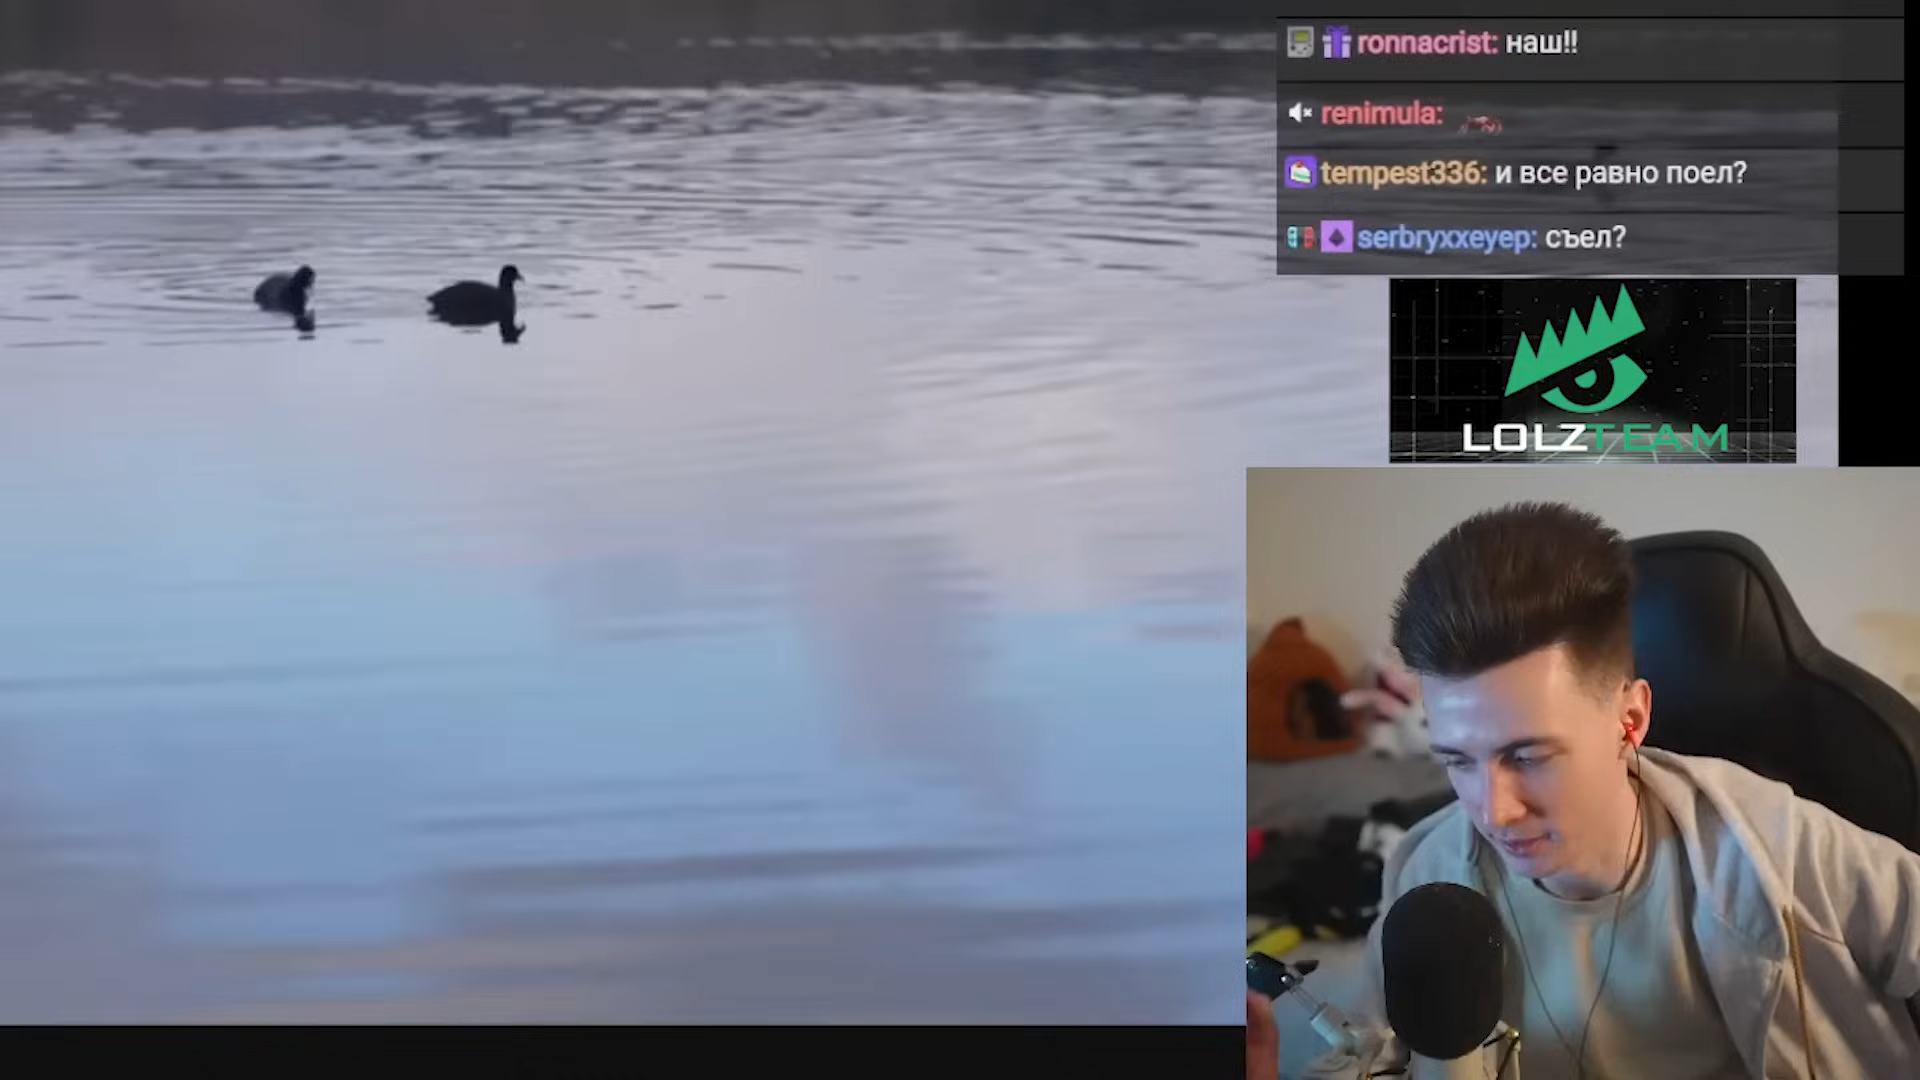 ronnacrist: наш!!
renimula:
tempest336: и все равно поел?
serbryxxeyep: съел?
LOLZTEAM